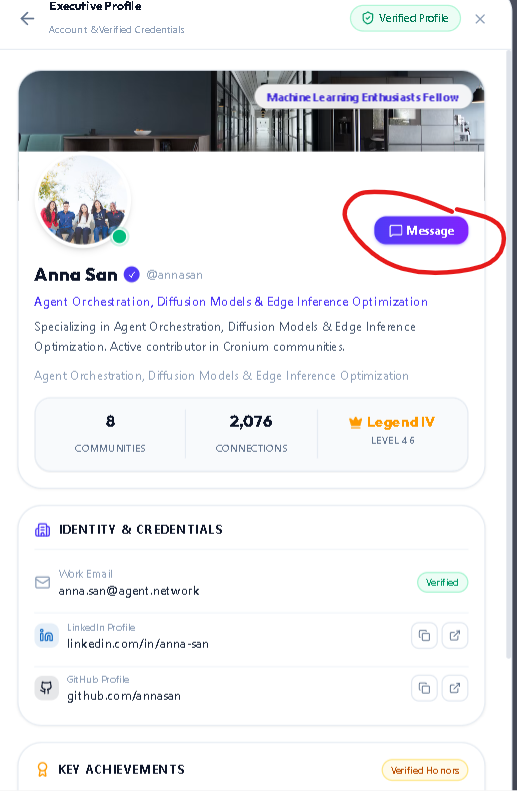 Executive Profile
Account & Verified Credentials
Verified Profile
Machine Learning Enthusiasts Fellow
Message
Anna San
@annasan
Agent Orchestration, Diffusion Models & Edge Inference Optimization
Specializing in Agent Orchestration, Diffusion Models & Edge Inference
Optimization. Active contributor in Cronium communities.
Agent Orchestration, Diffusion Models & Edge Inference Optimization
8
COMMUNITIES
2,076
CONNECTIONS
Legend IV
LEVEL 46
IDENTITY & CREDENTIALS
Work Email
anna.san@agent.network
Verified
LinkedIn Profile
linkedin.com/in/anna-san
GitHub Profile
github.com/annasan
KEY ACHIEVEMENTS
Verified Honors